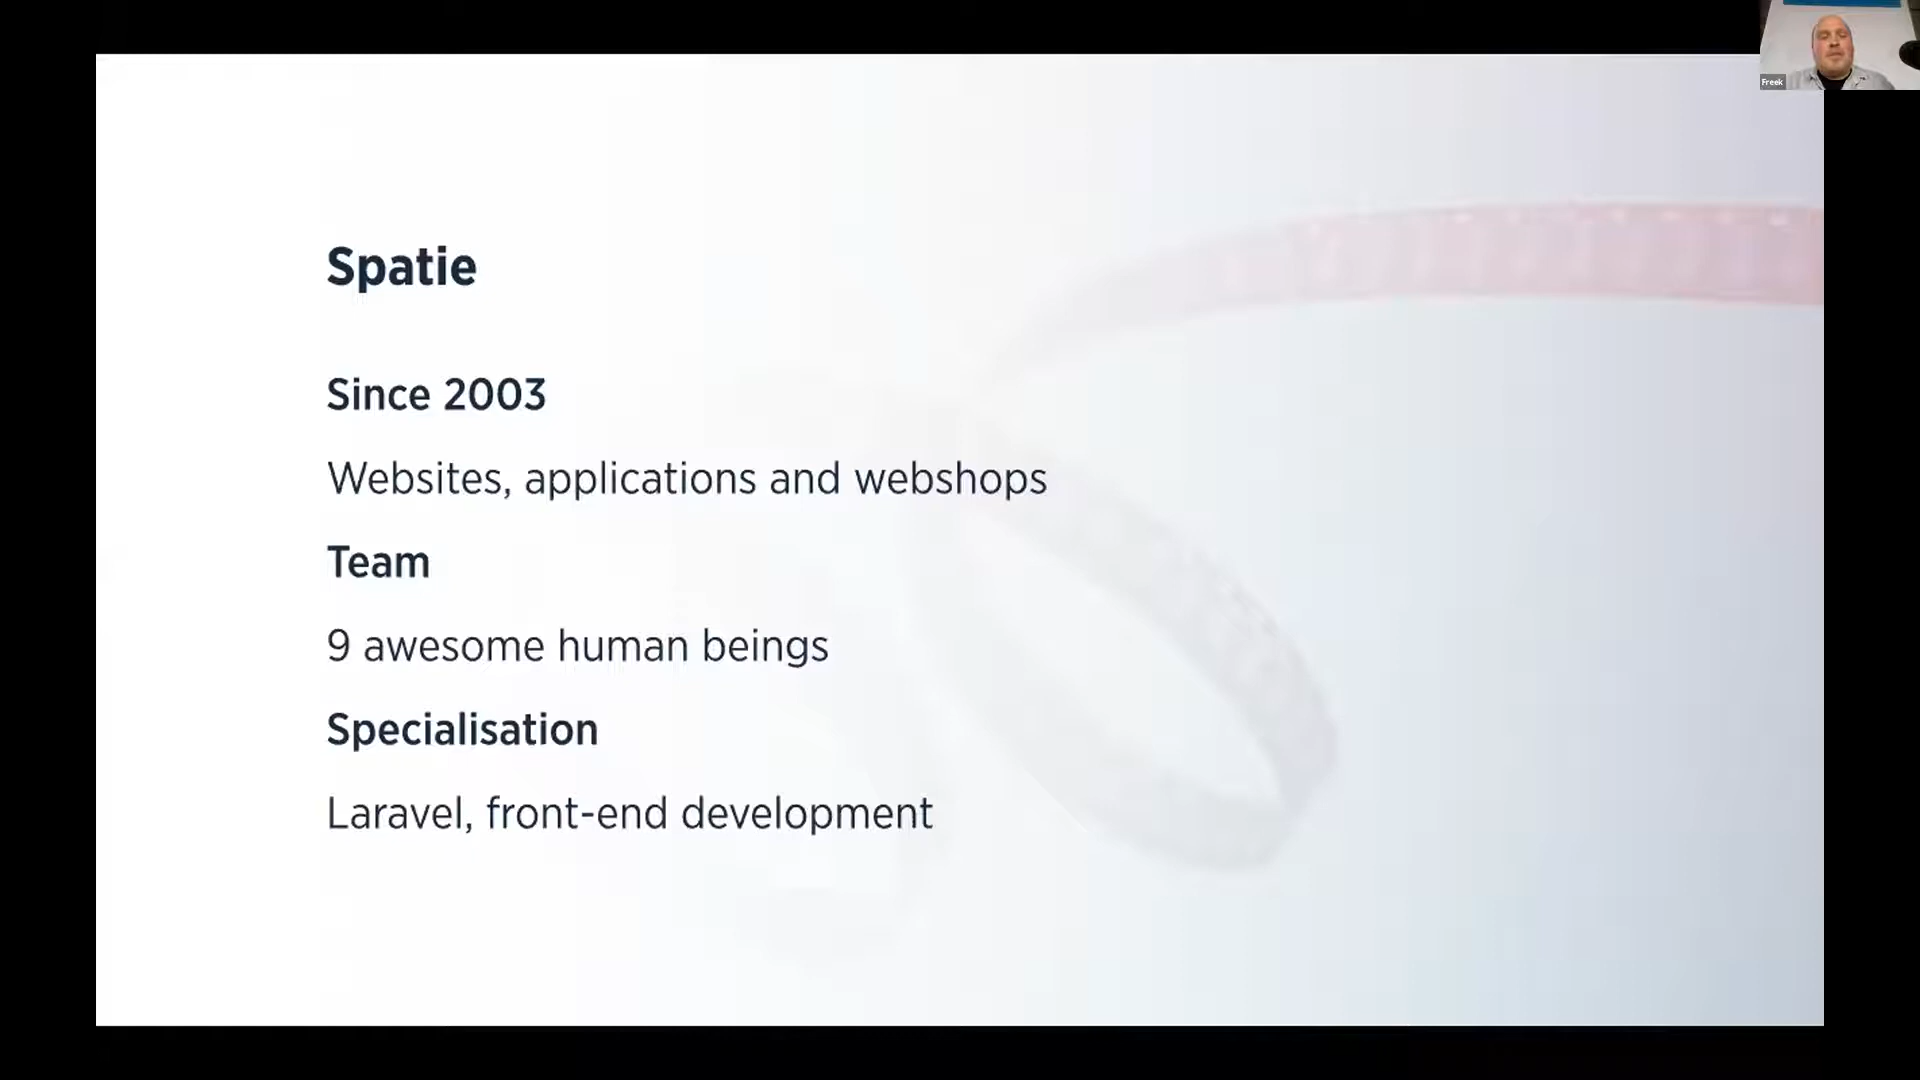 Freek
Spatie
Since 2003
Websites, applications and webshops
Team
9 awesome human beings
Specialisation
Laravel, front-end development